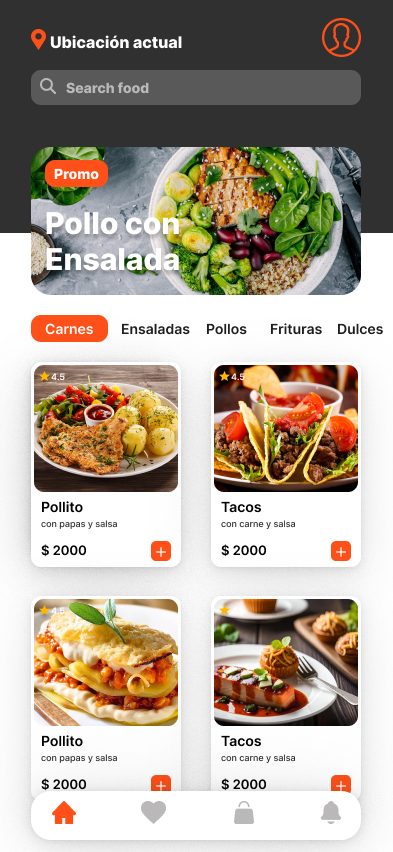 Ubicación actual
Search food
Promo
Pollo con
Ensalada
Carnes Ensaladas Pollos Frituras Dulces
4.5 4.5
Pollito Tacos
con papas y salsa con carne y salsa
$ 2000 $ 2000
4.5
Pollito Tacos
con papas y salsa con carne y salsa
$ 2000 $ 2000